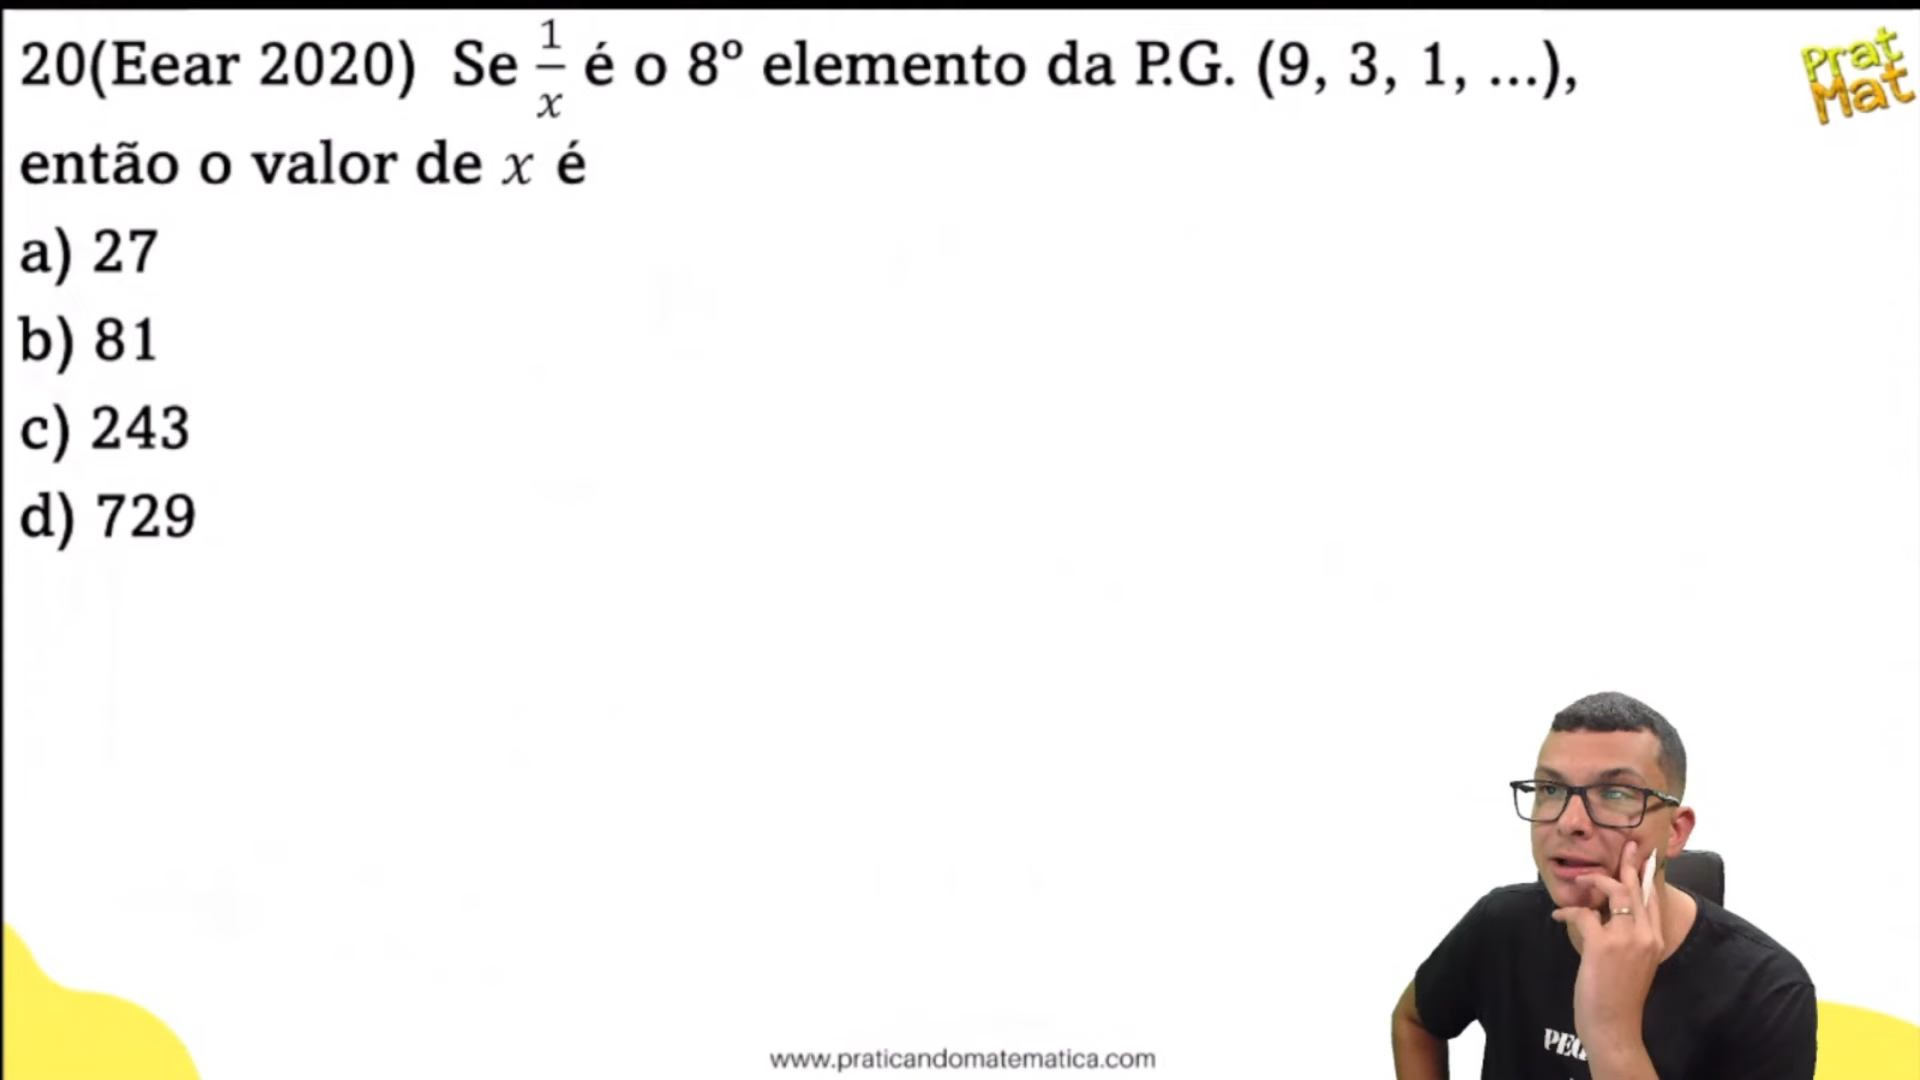 20(Eear 2020) Se 1/x é o 8º elemento da P.G. (9, 3, 1, ...),
então o valor de x é
a) 27
b) 81
c) 243
d) 729
Prat
Mat
www.praticandomatematica.com